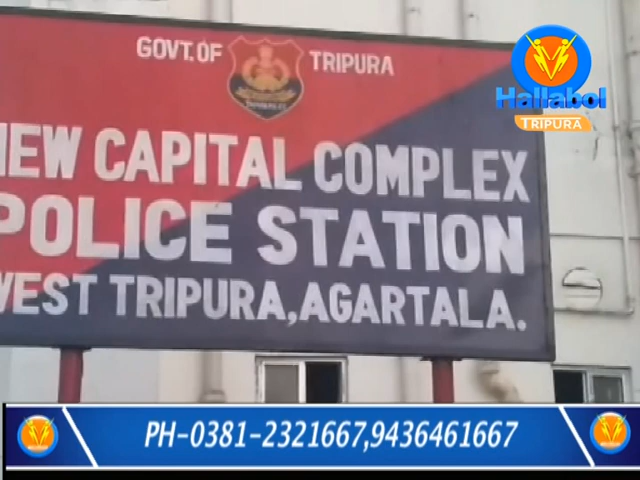 GOVT. OF TRIPURA
NEW CAPITAL COMPLEX
POLICE STATION
WEST TRIPURA, AGARTALA.
Hallabol
TRIPURA
PH-0381-2321667,9436461667